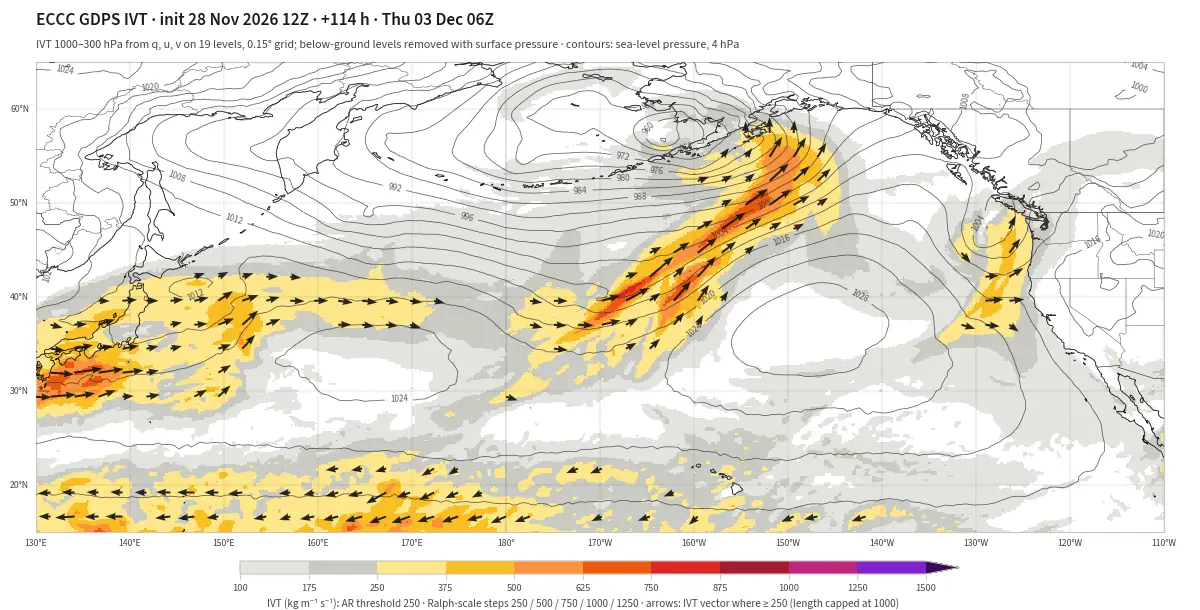 ECCC GDPS IVT · init 28 Nov 2026 12Z · +114 h · Thu 03 Dec 06Z
IVT 1000–300 hPa from q, u, v on 19 levels, 0.15° grid; below-ground levels removed with surface pressure · contours: sea-level pressure, 4 hPa
1024
1020
1004
1000
1008
60°N
960
972
976
980
984
988
992
996
1008
1012
50°N
1004
1016
1016
1020
40°N
1012
1020
1028
1024
30°N
1024
20°N
130°E
140°E
150°E
160°E
170°E
180°
170°W
160°W
150°W
140°W
130°W
120°W
110°W
100
175
250
375
500
625
750
875
1000
1250
1500
IVT (kg m⁻¹ s⁻¹): AR threshold 250 · Ralph-scale steps 250 / 500 / 750 / 1000 / 1250 · arrows: IVT vector where ≥ 250 (length capped at 1000)